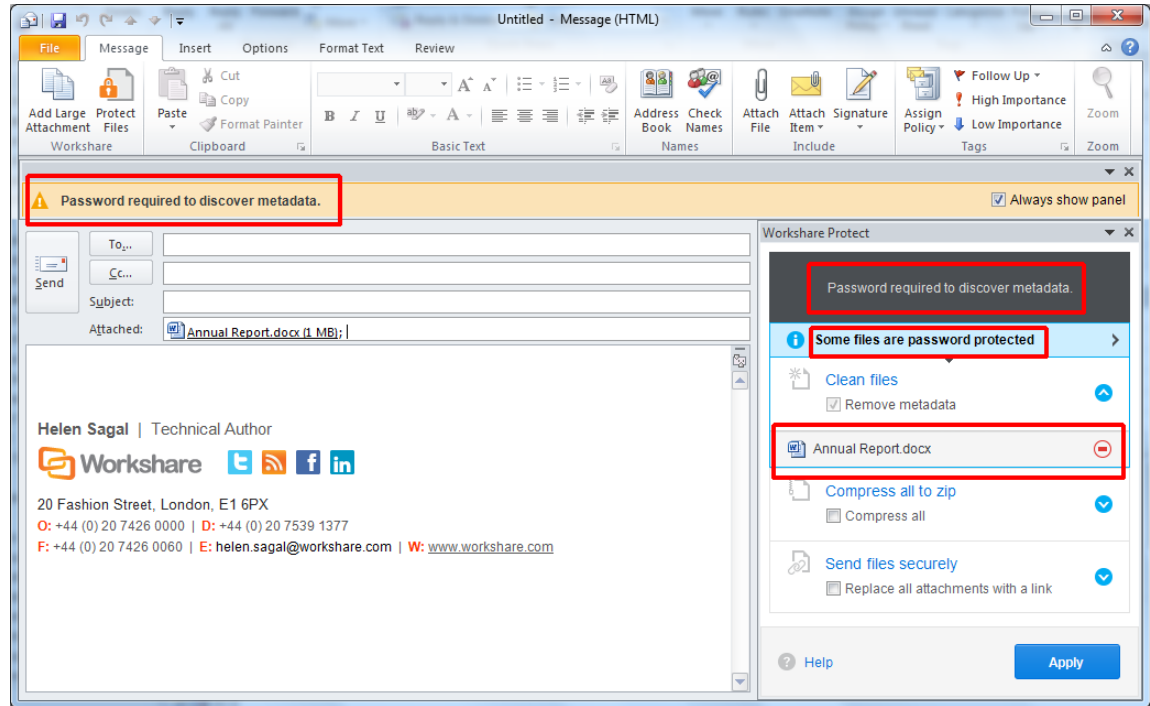 Untitled - Message (HTML)
File Message Insert Options Format Text Review
Cut
Copy
Format Painter
Add Large Attachment
Protect Files
Paste
B I U
Address Book
Check Names
Attach File
Attach Item
Signature
Assign Policy
Follow Up
High Importance
Low Importance
Zoom
Workshare Clipboard Basic Text Names Include Tags Zoom
Password required to discover metadata.
Always show panel
Send
To...
Cc...
Subject:
Attached: Annual Report.docx (1 MB);
Helen Sagal | Technical Author
Workshare
20 Fashion Street, London, E1 6PX
O: +44 (0) 20 7426 0000 | D: +44 (0) 20 7539 1377
F: +44 (0) 20 7426 0060 | E: helen.sagal@workshare.com | W: www.workshare.com
Workshare Protect
Password required to discover metadata.
Some files are password protected
Clean files
Remove metadata
Annual Report.docx
Compress all to zip
Compress all
Send files securely
Replace all attachments with a link
Help
Apply